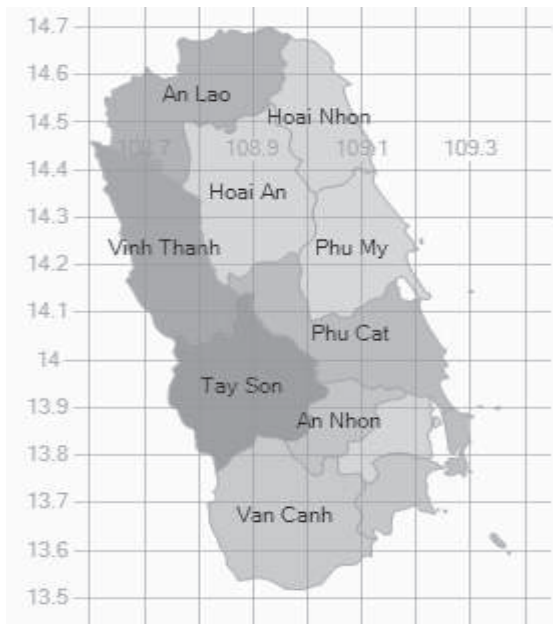 14.7
14.6
An Lao
Hoai Nhon
14.5
108.7 108.9 109.1 109.3
14.4
Hoai An
14.3
Vinh Thanh Phu My
14.2
14.1
Phu Cat
14
Tay Son
13.9
An Nhon
13.8
13.7
Van Canh
13.6
13.5